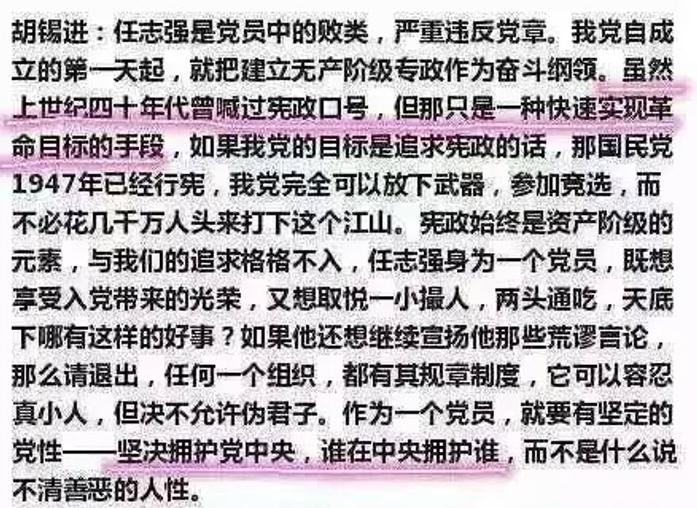 胡锡进：任志强是党员中的败类，严重违反党章。我党自成
立的第一天起，就把建立无产阶级专政作为奋斗纲领。虽然
上世纪四十年代曾喊过宪政口号，但那只是一种快速实现革
命目标的手段，如果我党的目标是追求宪政的话，那国民党
1947年已经行宪，我党完全可以放下武器，参加竞选，而
不必花几千万人头来打下这个江山。宪政始终是资产阶级的
元素，与我们的追求格格不入，任志强身为一个党员，既想
享受入党带来的光荣，又想取悦一小撮人，两头通吃，天底
下哪有这样的好事？如果他还想继续宣扬他那些荒谬言论，
那么请退出，任何一个组织，都有其规章制度，它可以容忍
真小人，但决不允许伪君子。作为一个党员，就要有坚定的
党性——坚决拥护党中央，谁在中央拥护谁，而不是什么说
不清善恶的人性。